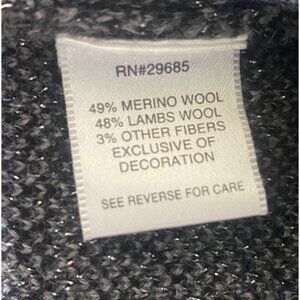 RN#29685
49% MERINO WOOL
48% LAMBS WOOL
3% OTHER FIBERS
EXCLUSIVE OF
DECORATION
SEE REVERSE FOR CARE